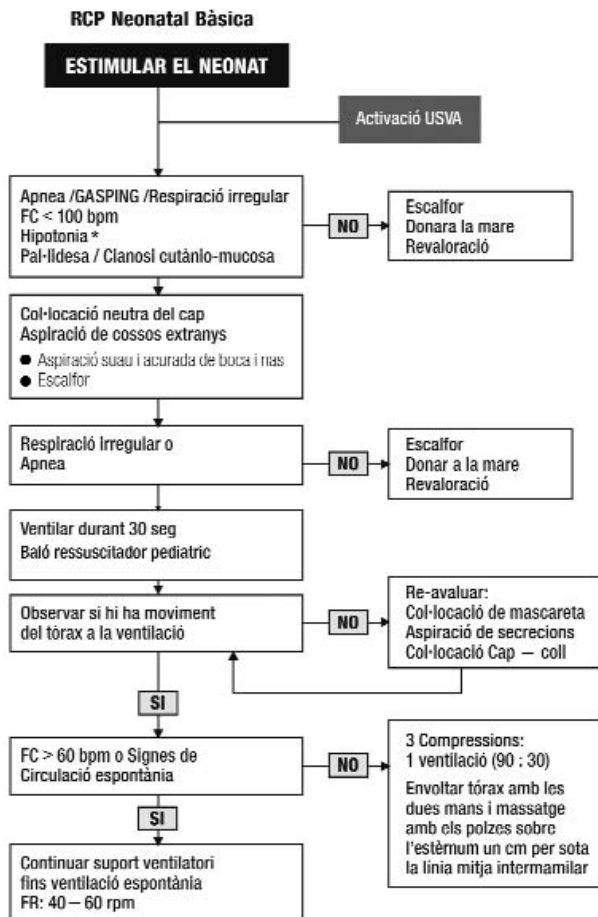 RCP Neonatal Bàsica
ESTIMULAR EL NEONAT
Activació USVA
Apnea /GASPING /Respiració irregular
FC < 100 bpm
Hipotonia *
Pal·lidesa / Clanosl cutànio-mucosa
NO
Escalfor
Donara la mare
Revaloració
Col·locació neutra del cap
Aspiració de cossos extranys
● Aspiració suau i acurada de boca i nas
● Escalfor
Respiració Irregular o
Apnea
NO
Escalfor
Donar a la mare
Revaloració
Ventilar durant 30 seg
Baló ressuscitador pediatric
Observar si hi ha moviment
del tórax a la ventilació
NO
Re-avaluar:
Col·locació de mascareta
Aspiració de secrecions
Col·locació Cap — coll
SI
FC > 60 bpm o Signes de
Circulació espontània
NO
3 Compressions:
1 ventilació (90 : 30)
Envoltar tórax amb les
dues mans i massatge
amb els polzes sobre
l'estèrnum un cm per sota
la línia mitja intermamilar
SI
Continuar suport ventilatori
fins ventilació espontània
FR: 40 — 60 rpm